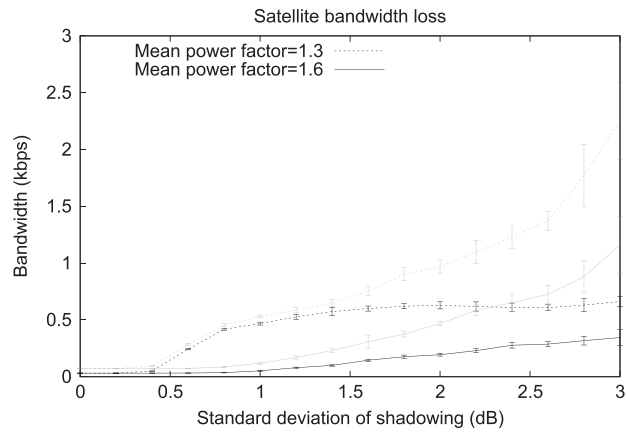 Satellite bandwidth loss
3
Mean power factor=1.3
Mean power factor=1.6
2.5
2
1.5
1
0.5
0
Bandwidth (kbps)
0 0.5 1 1.5 2 2.5 3
Standard deviation of shadowing (dB)